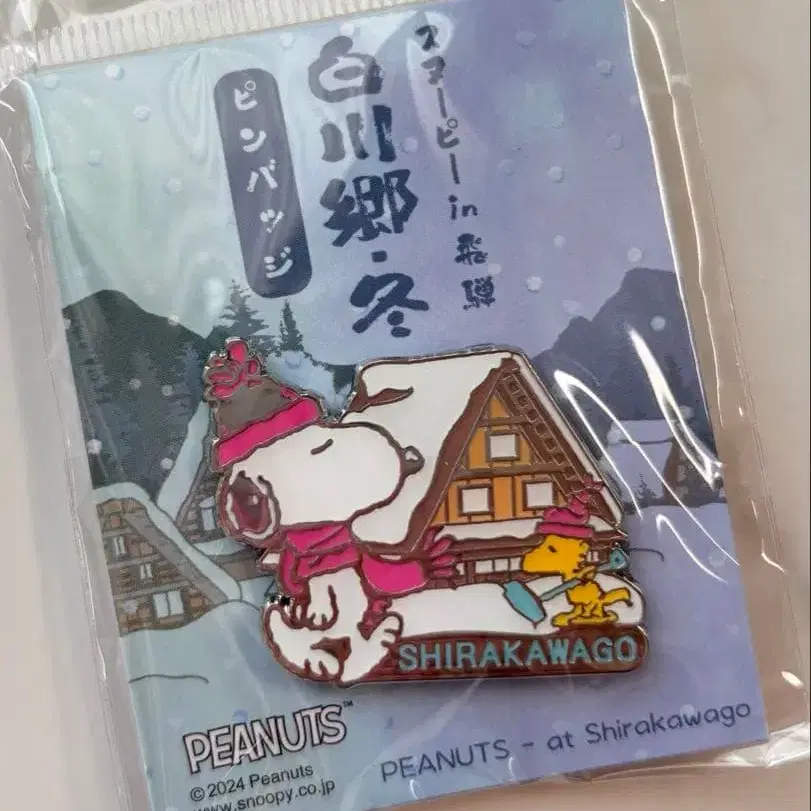 スヌーピー in 飛騨
白川郷・冬
ピンバッジ
SHIRAKAWAGO
PEANUTS™
PEANUTS - at Shirakawago
©2024 Peanuts
www.snoopy.co.jp